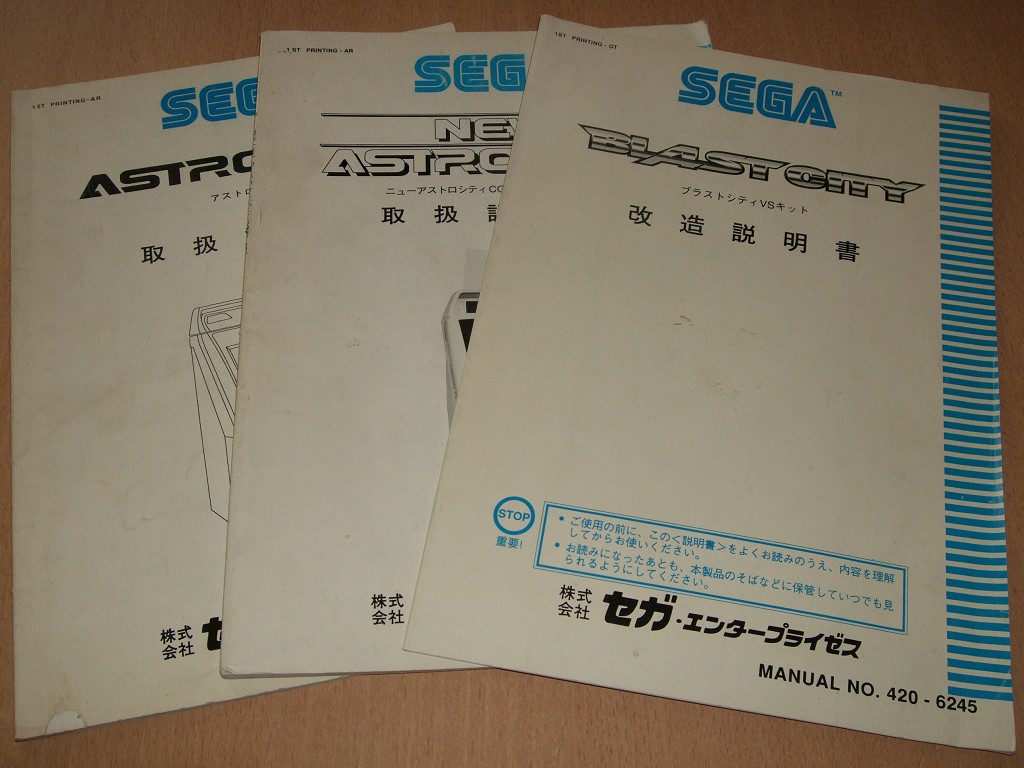 1ST PRINTING-AR
SEG
ASTRO
アストロ
取扱
株式
会社
セ
1ST PRINTING - AR
SEGA
NEW
ASTRO
ニューアストロシティCG
取扱説
株式
会社
1ST PRINTING - OT
SEGA™
BLAST CITY
ブラストシティVSキット
改造説明書
STOP
重要!
• ご使用の前に、この<説明書>をよくお読みのうえ、内容を理解
してからお使いください。
• お読みになったあとも、本製品のそばなどに保管していつでも見
られるようにしてください。
株式
会社
セガ・エンタープライゼス
MANUAL NO. 420 - 6245